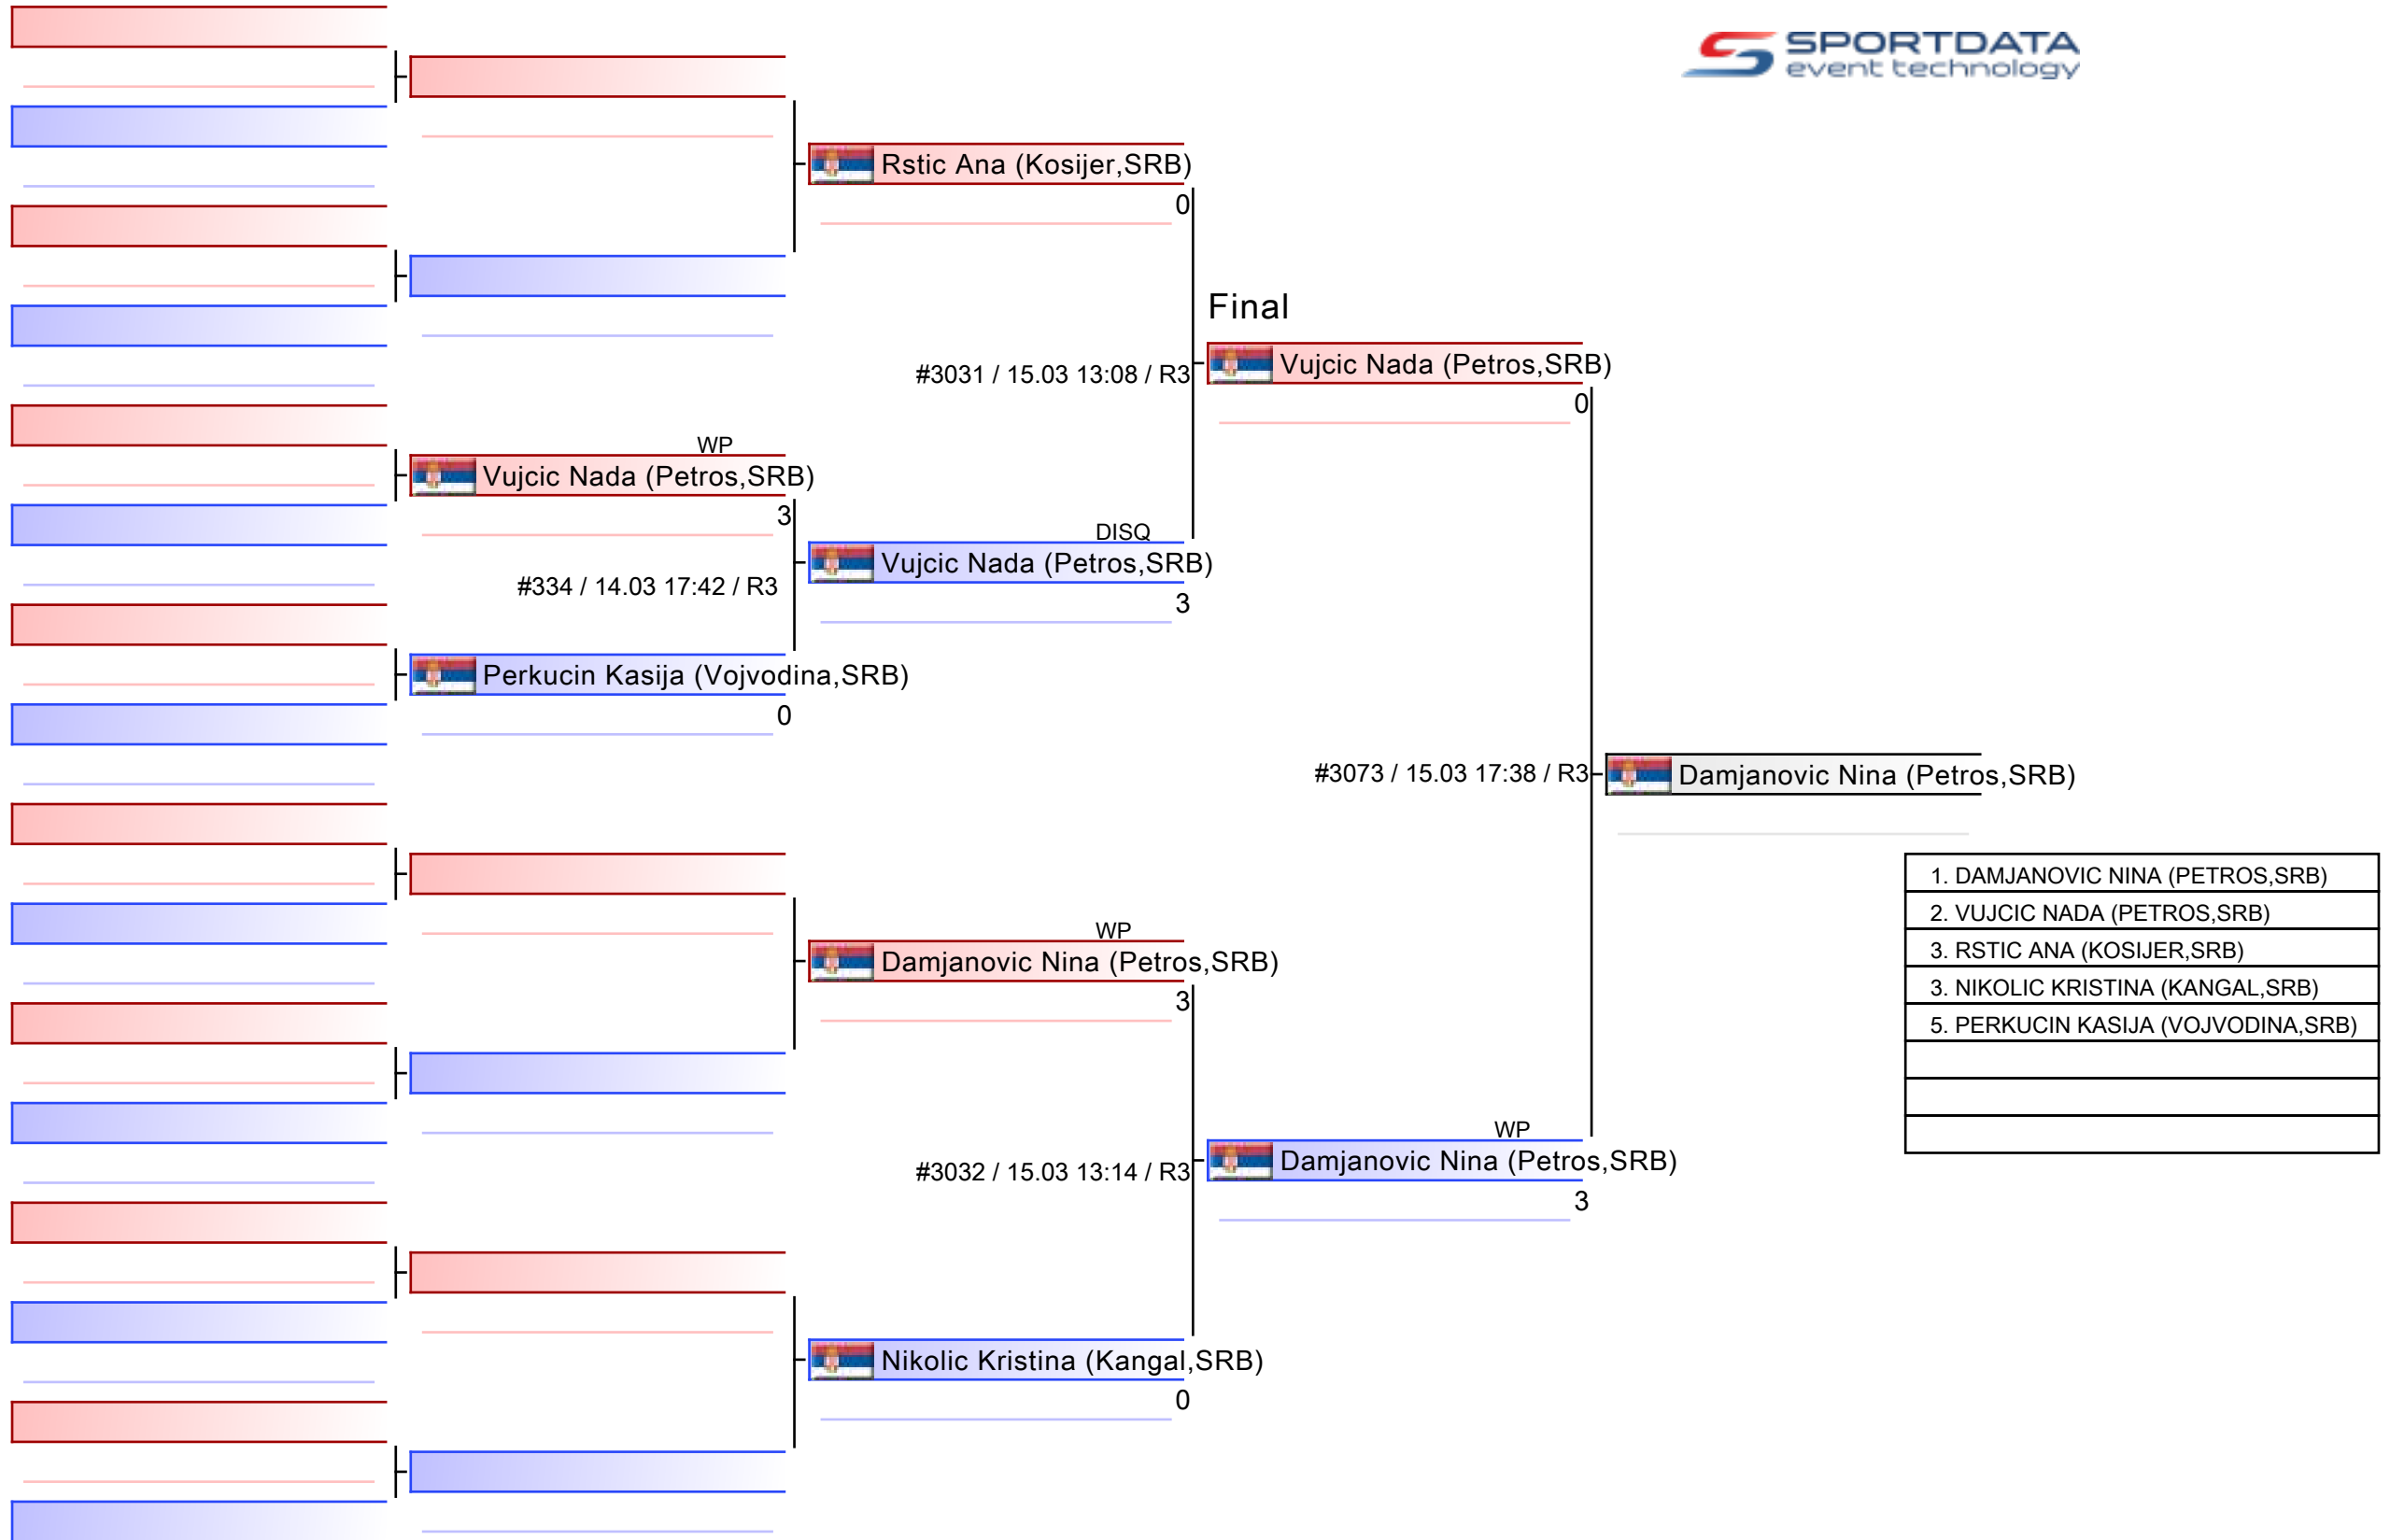 SPORTDATA
event technology
Rstic Ana (Kosijer,SRB)
0
Final
#3031 / 15.03 13:08 / R3
Vujcic Nada (Petros,SRB)
0
WP
Vujcic Nada (Petros,SRB)
3
DISQ
Vujcic Nada (Petros,SRB)
#334 / 14.03 17:42 / R3
3
Perkucin Kasija (Vojvodina,SRB)
0
#3073 / 15.03 17:38 / R3
Damjanovic Nina (Petros,SRB)
1. DAMJANOVIC NINA (PETROS,SRB)
2. VUJCIC NADA (PETROS,SRB)
3. RSTIC ANA (KOSIJER,SRB)
3. NIKOLIC KRISTINA (KANGAL,SRB)
5. PERKUCIN KASIJA (VOJVODINA,SRB)
WP
Damjanovic Nina (Petros,SRB)
3
WP
Damjanovic Nina (Petros,SRB)
#3032 / 15.03 13:14 / R3
3
Nikolic Kristina (Kangal,SRB)
0